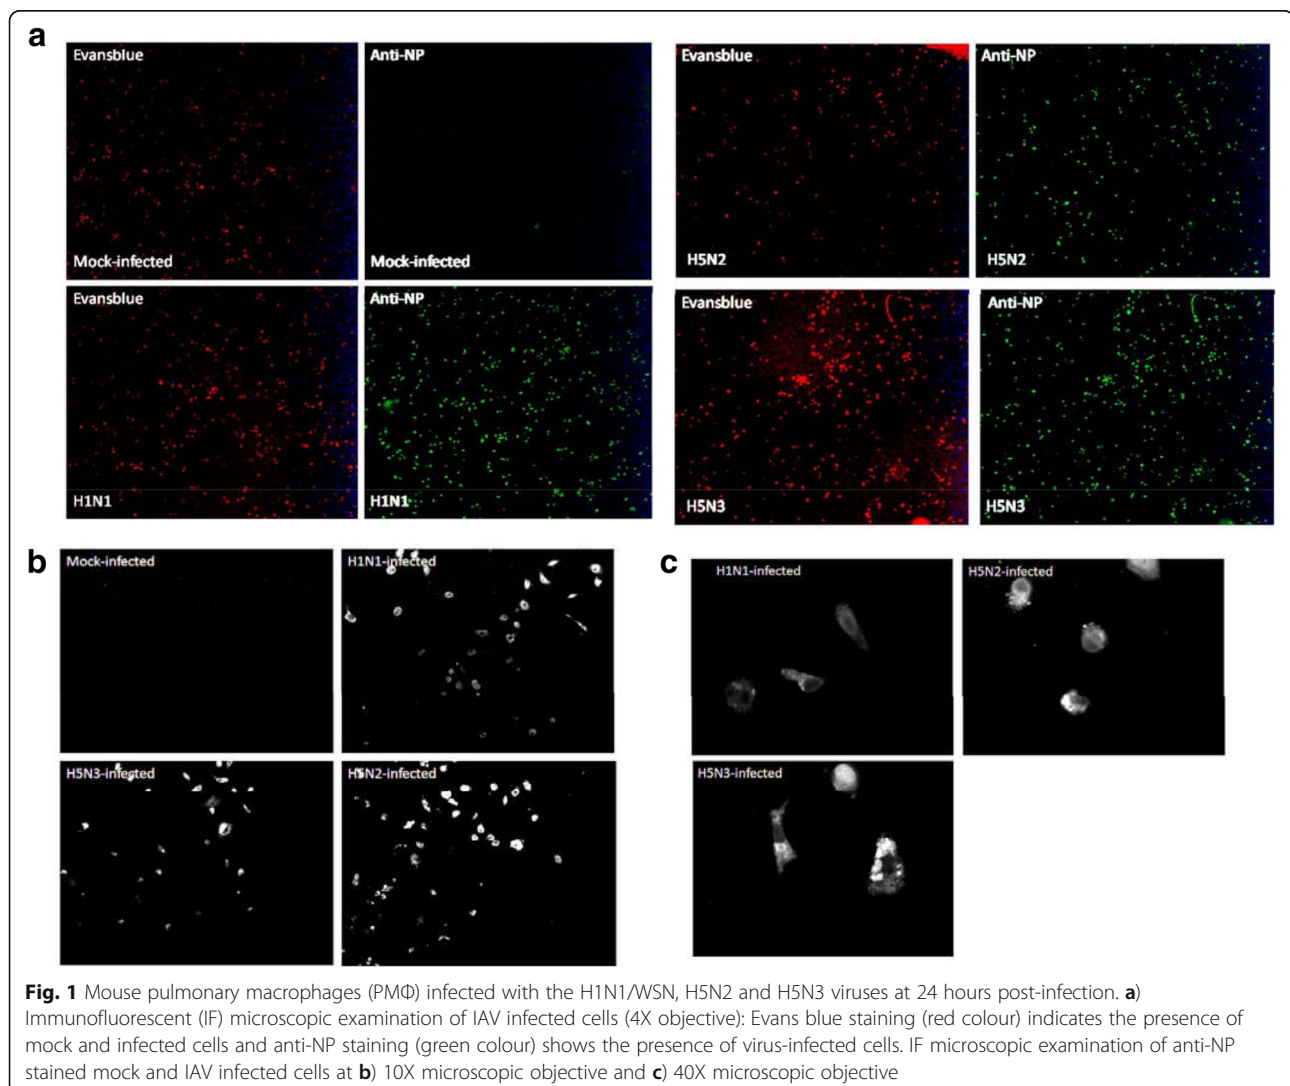 a
Evansblue
Anti-NP
Evansblue
Anti-NP
Mock-infected
Mock-infected
H5N2
H5N2
Evansblue
Anti-NP
Evansblue
Anti-NP
H1N1
H1N1
H5N3
H5N3
b
Mock-infected
H1N1-infected
H5N3-infected
H5N2-infected
c
H1N1-infected
H5N2-infected
H5N3-infected
Fig. 1 Mouse pulmonary macrophages (PMΦ) infected with the H1N1/WSN, H5N2 and H5N3 viruses at 24 hours post-infection. a)
Immunofluorescent (IF) microscopic examination of IAV infected cells (4X objective): Evans blue staining (red colour) indicates the presence of
mock and infected cells and anti-NP staining (green colour) shows the presence of virus-infected cells. IF microscopic examination of anti-NP
stained mock and IAV infected cells at b) 10X microscopic objective and c) 40X microscopic objective